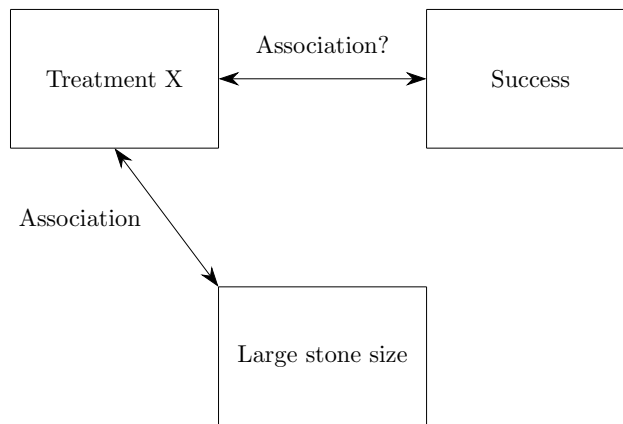 Association?
Treatment X
Success
Association
Large stone size